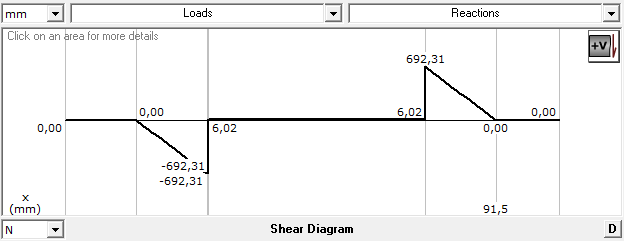 mm Loads Reactions
Click on an area for more details
+V
692,31
0,00 6,02 0,00
0,00 6,02 0,00
-692,31
-692,31
x
(mm) 91,5
N Shear Diagram D